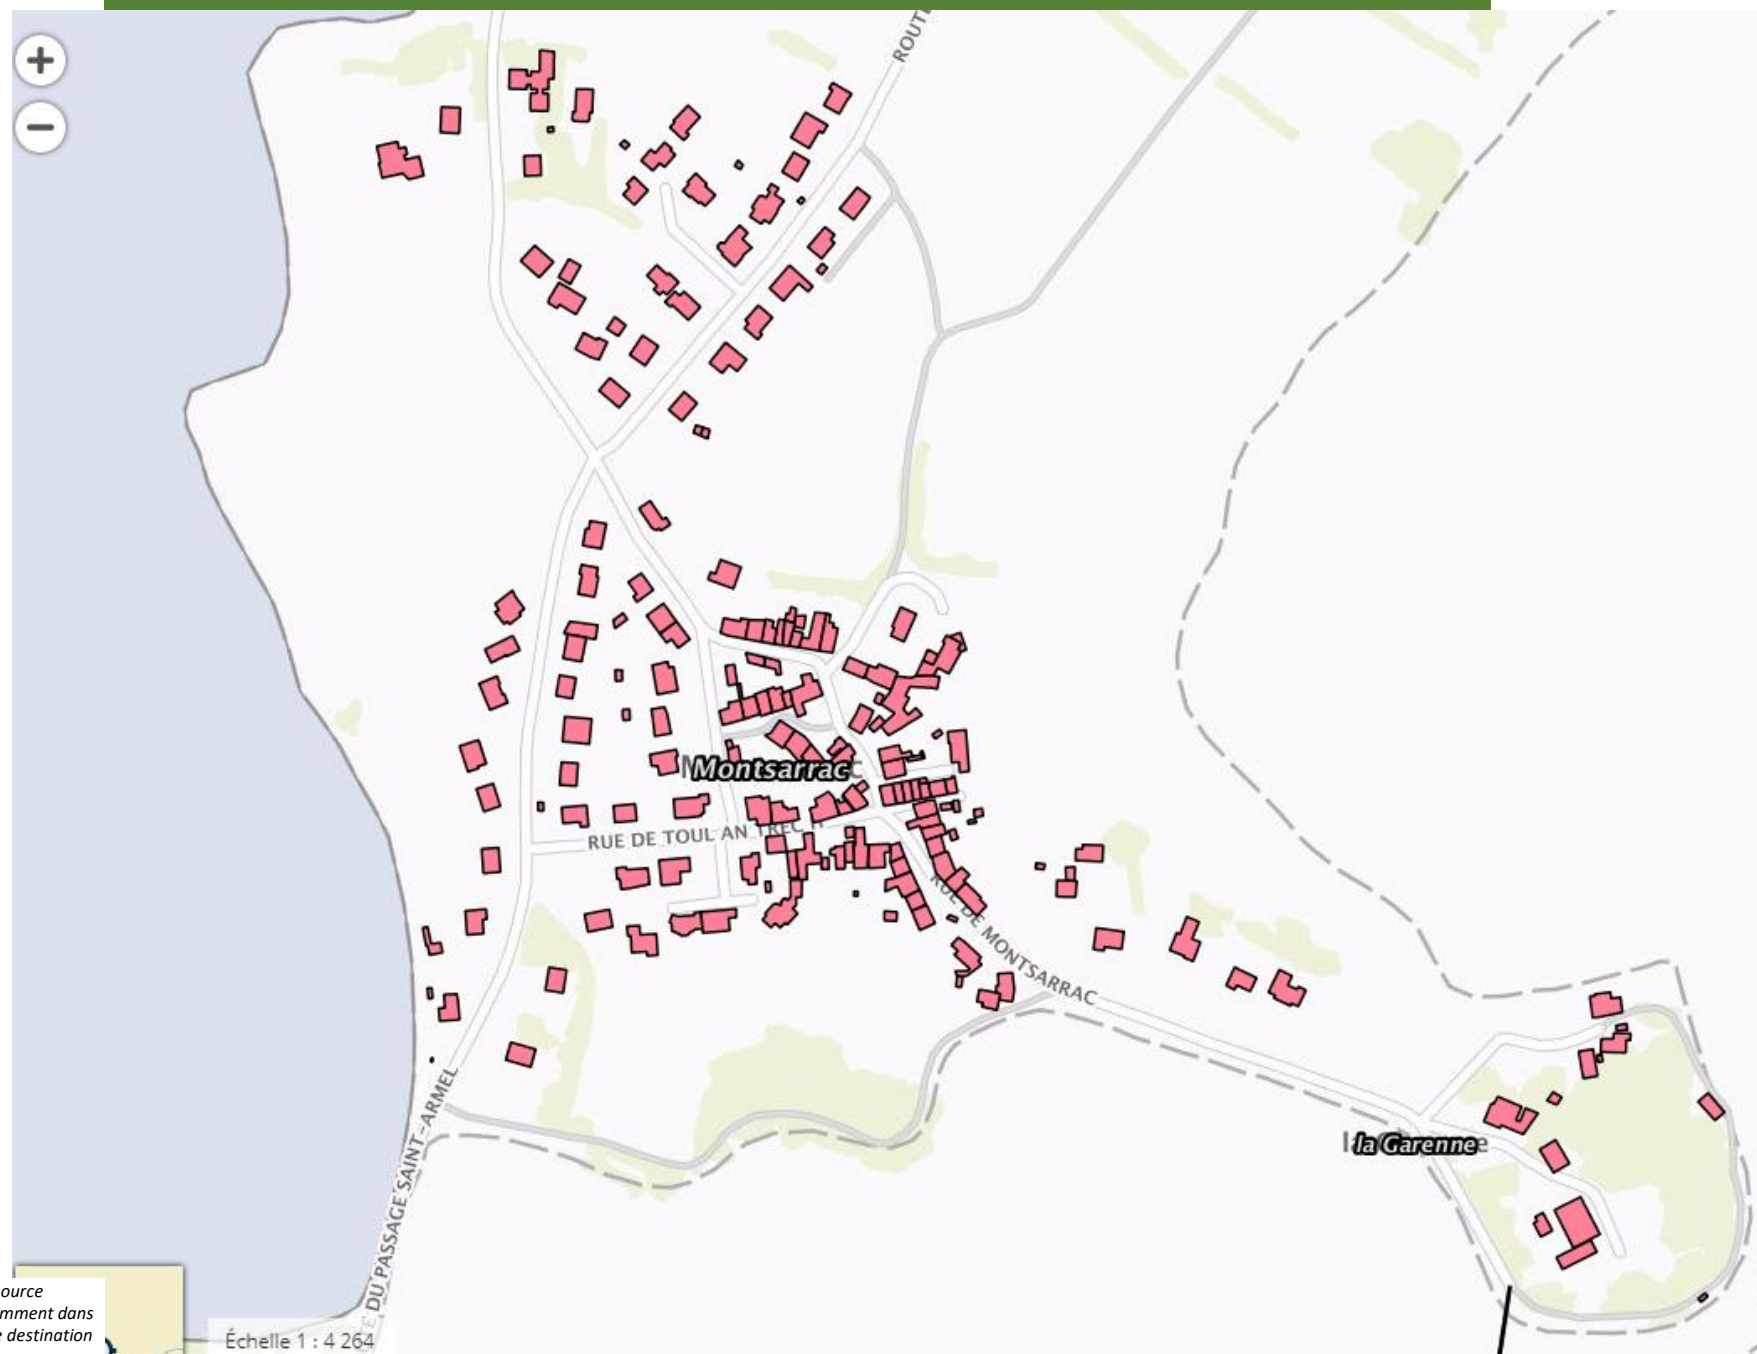 +
−
ROUTE
Montsarrac
RUE DE TOUL AN TREC'H
RUE DE MONTSARRAC
la Garenne
DU PASSAGE SAINT-ARMEL
ource
mment dans
e destination
Échelle 1 : 4 264